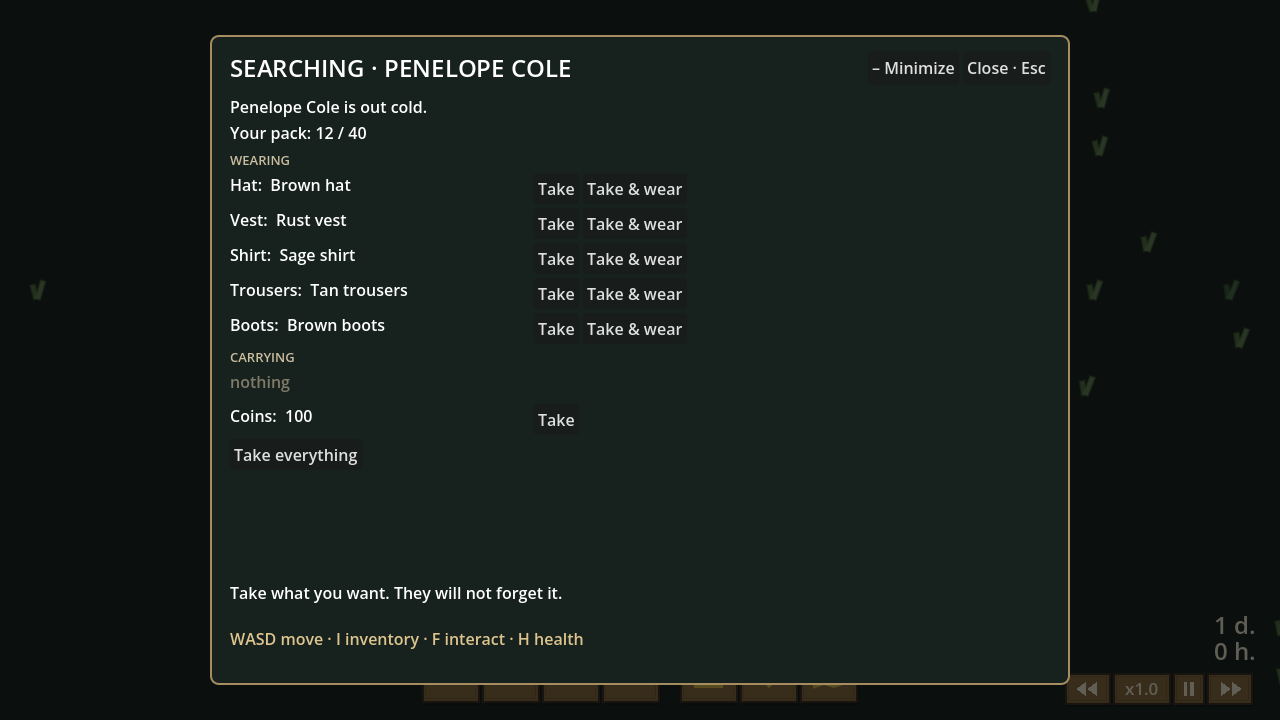 SEARCHING · PENELOPE COLE
– Minimize Close · Esc
Penelope Cole is out cold.
Your pack: 12 / 40
WEARING
Hat: Brown hat Take Take & wear
Vest: Rust vest Take Take & wear
Shirt: Sage shirt Take Take & wear
Trousers: Tan trousers Take Take & wear
Boots: Brown boots Take Take & wear
CARRYING
nothing
Coins: 100 Take
Take everything
Take what you want. They will not forget it.
WASD move · I inventory · F interact · H health
1 d.
0 h.
x1.0